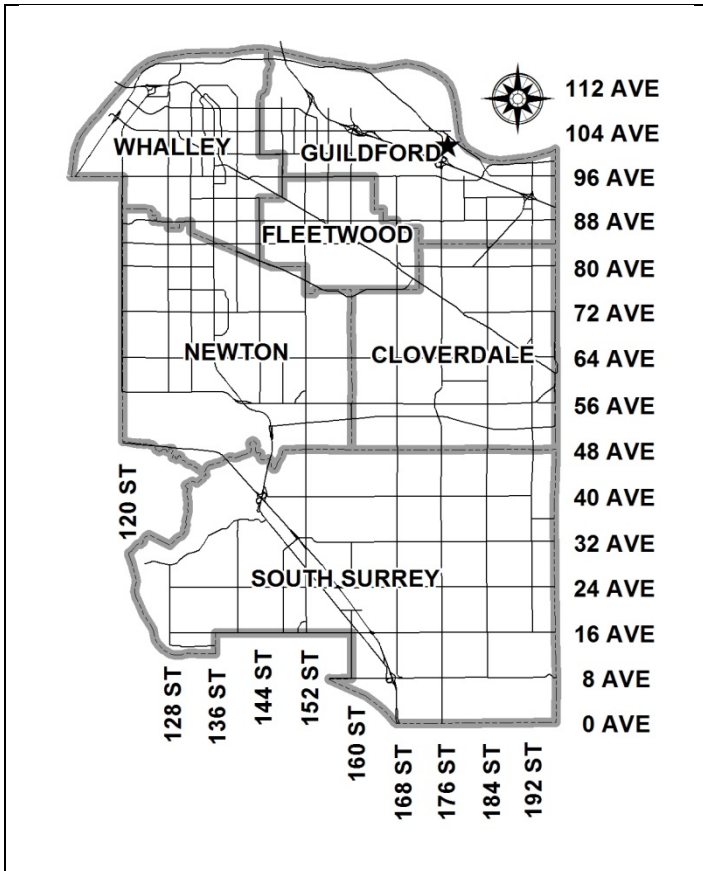 112 AVE
104 AVE
WHALLEY
GUILDFORD
96 AVE
88 AVE
FLEETWOOD
80 AVE
72 AVE
NEWTON
CLOVERDALE
64 AVE
56 AVE
48 AVE
120 ST
40 AVE
32 AVE
SOUTH SURREY
24 AVE
16 AVE
128 ST
136 ST
144 ST
152 ST
8 AVE
160 ST
0 AVE
168 ST
176 ST
184 ST
192 ST